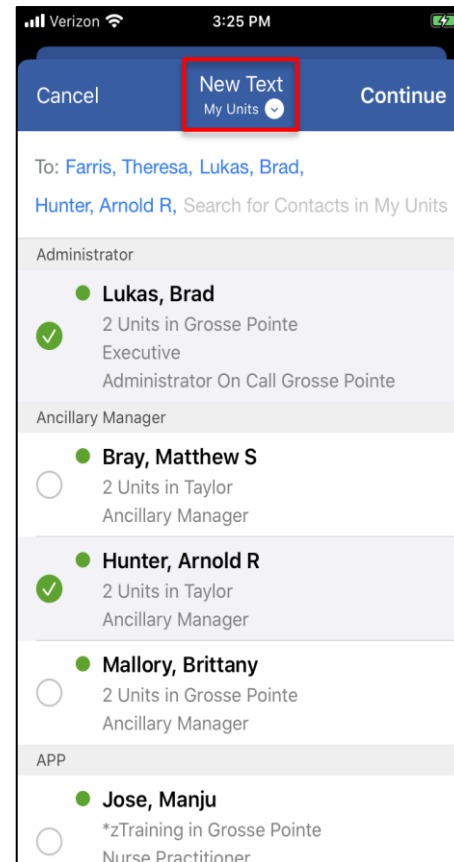 Verizon 3:25 PM
Cancel New Text Continue
My Units
To: Farris, Theresa, Lukas, Brad,
Hunter, Arnold R, Search for Contacts in My Units
Administrator
Lukas, Brad
2 Units in Grosse Pointe
Executive
Administrator On Call Grosse Pointe
Ancillary Manager
Bray, Matthew S
2 Units in Taylor
Ancillary Manager
Hunter, Arnold R
2 Units in Taylor
Ancillary Manager
Mallory, Brittany
2 Units in Grosse Pointe
Ancillary Manager
APP
Jose, Manju
*zTraining in Grosse Pointe
Nurse Practitioner